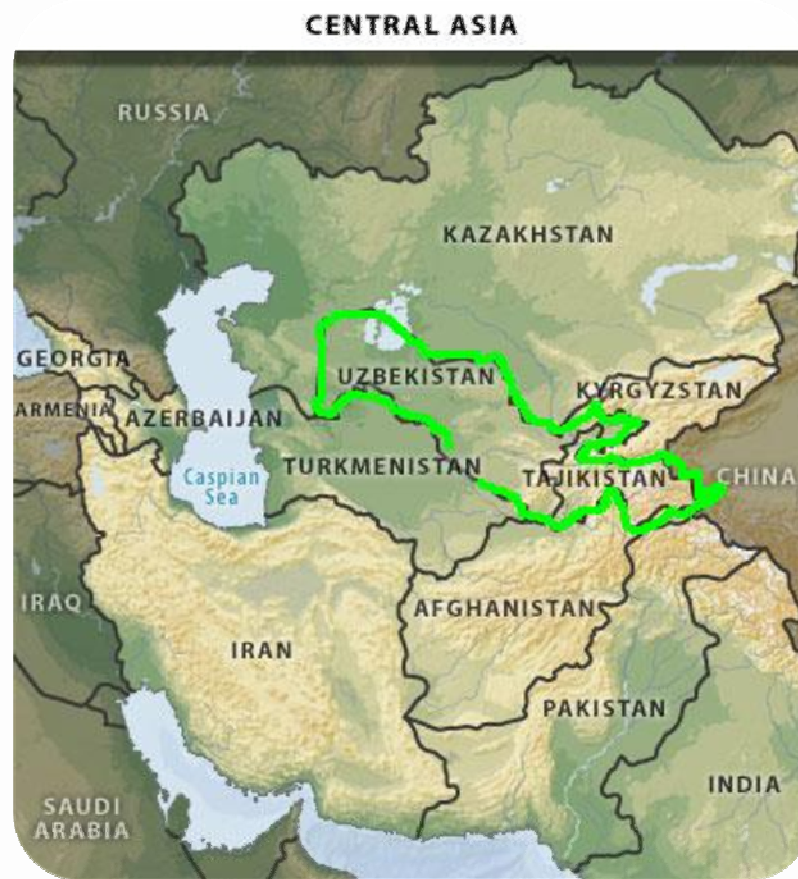 CENTRAL ASIA
RUSSIA
KAZAKHSTAN
GEORGIA
UZBEKISTAN
KYRGYZSTAN
ARMENIA
AZERBAIJAN
TURKMENISTAN
Caspian
Sea
TAJIKISTAN
CHINA
IRAQ
AFGHANISTAN
IRAN
PAKISTAN
INDIA
SAUDI
ARABIA